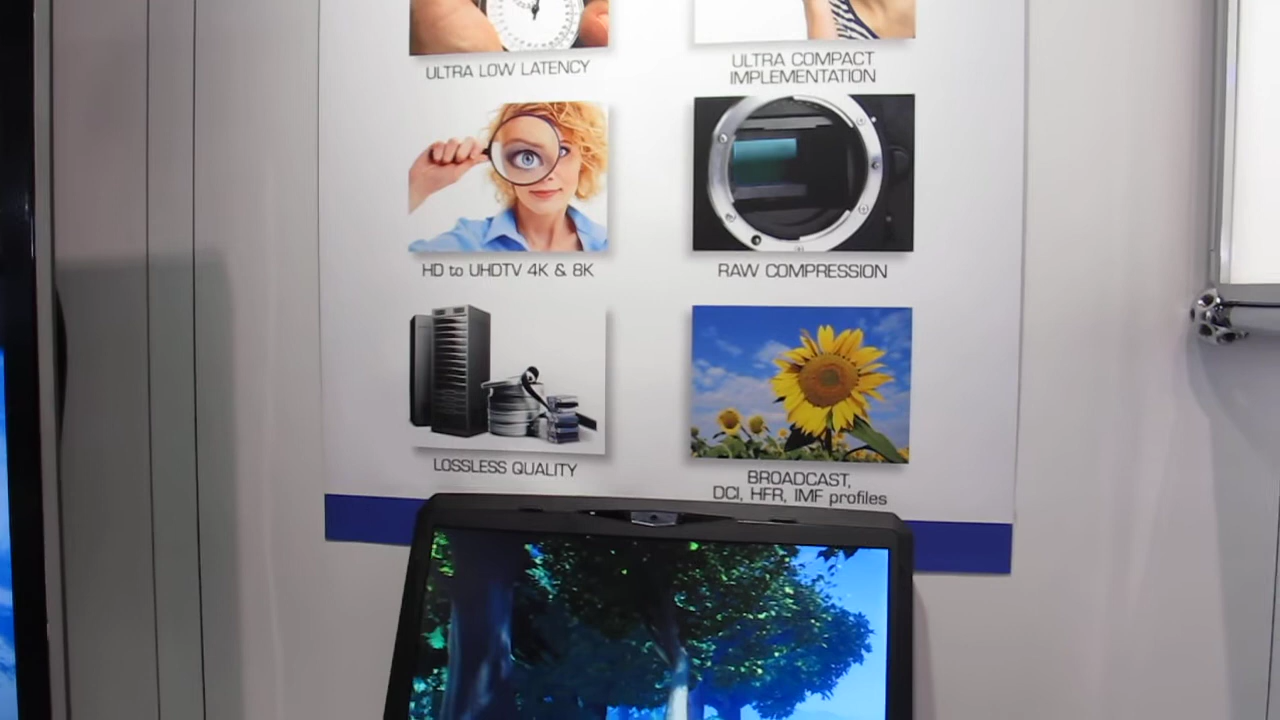 ULTRA LOW LATENCY
ULTRA COMPACT
IMPLEMENTATION
HD to UHDTV 4K & 8K
RAW COMPRESSION
LOSSLESS QUALITY
BROADCAST,
DCI, HFR, IMF profiles